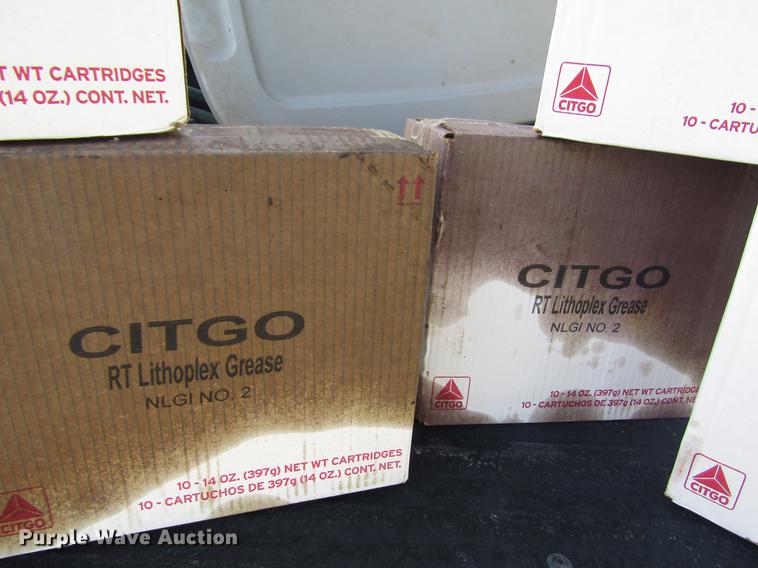 T WT CARTRIDGES
(14 OZ.) CONT. NET.
CITGO
10 -
10 - CARTU
CITGO
RT Lithoplex Grease
NLGI NO. 2
10 - 14 OZ. (397g) NET WT CARTRIDGES
10 - CARTUCHOS DE 397g (14 OZ.) CONT. NET.
CITGO
CITGO
RT Lithoplex Grease
NLGI NO. 2
10 - 14 OZ. (397g) NET WT CARTRIDG
10 - CARTUCHOS DE 397g (14 OZ.) CONT. NE
CITGO
CITGO
Purple Wave Auction